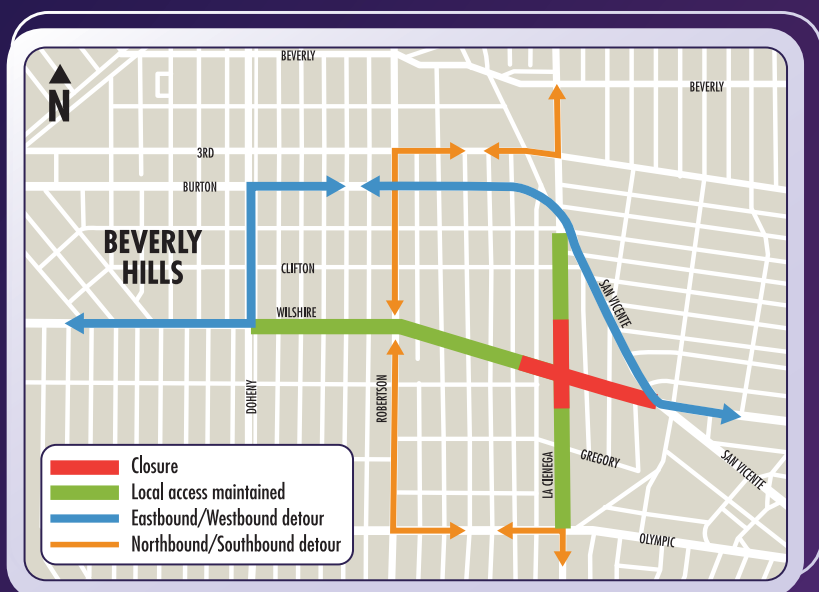 BEVERLY
BEVERLY
N
3RD
BURTON
BEVERLY
HILLS
CLIFTON
WILSHIRE
SAN VICENTE
DOHENY
ROBERTSON
LA CIENEGA
GREGORY
SAN VICENTE
OLYMPIC
Closure
Local access maintained
Eastbound/Westbound detour
Northbound/Southbound detour